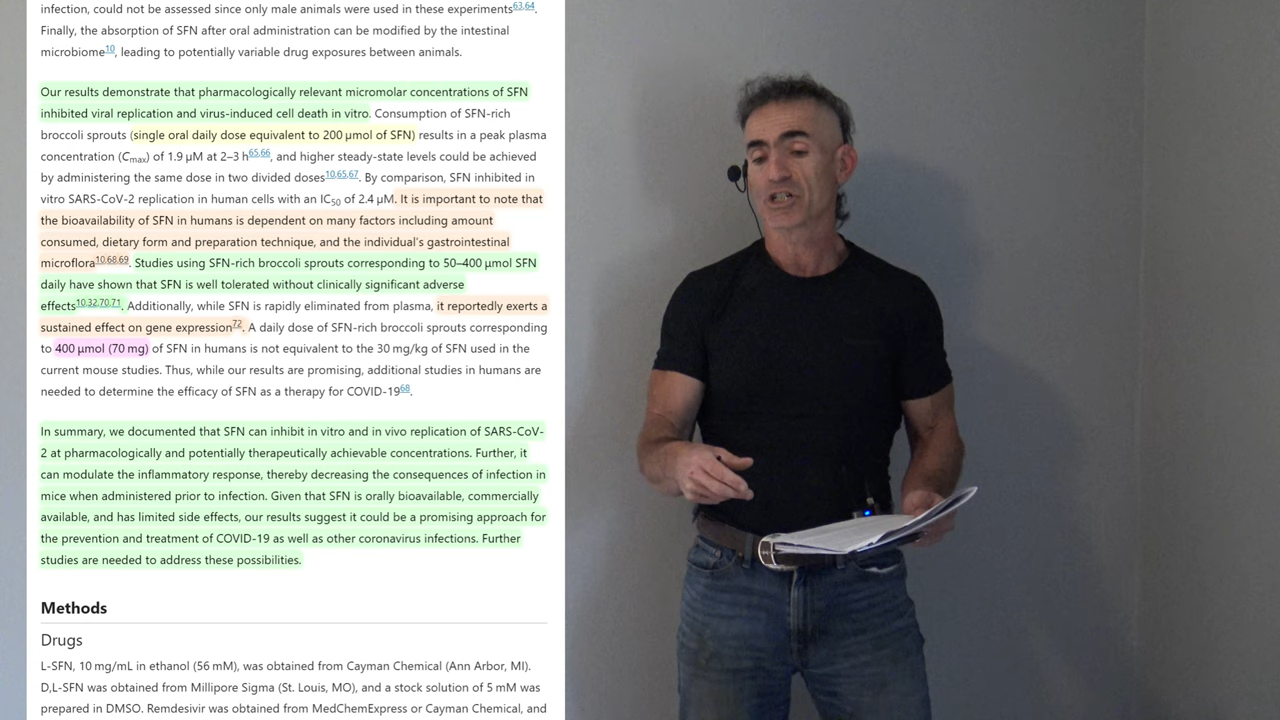 infection, could not be assessed since only male animals were used in these experiments63,64.
Finally, the absorption of SFN after oral administration can be modified by the intestinal
microbiome10, leading to potentially variable drug exposures between animals.
Our results demonstrate that pharmacologically relevant micromolar concentrations of SFN
inhibited viral replication and virus-induced cell death in vitro. Consumption of SFN-rich
broccoli sprouts (single oral daily dose equivalent to 200 µmol of SFN) results in a peak plasma
concentration (Cmax) of 1.9 µM at 2–3 h65,66, and higher steady-state levels could be achieved
by administering the same dose in two divided doses10,65,67. By comparison, SFN inhibited in
vitro SARS-CoV-2 replication in human cells with an IC50 of 2.4 µM. It is important to note that
the bioavailability of SFN in humans is dependent on many factors including amount
consumed, dietary form and preparation technique, and the individual's gastrointestinal
microflora10,68,69. Studies using SFN-rich broccoli sprouts corresponding to 50–400 µmol SFN
daily have shown that SFN is well tolerated without clinically significant adverse
effects10,32,70,71. Additionally, while SFN is rapidly eliminated from plasma, it reportedly exerts a
sustained effect on gene expression72. A daily dose of SFN-rich broccoli sprouts corresponding
to 400 µmol (70 mg) of SFN in humans is not equivalent to the 30 mg/kg of SFN used in the
current mouse studies. Thus, while our results are promising, additional studies in humans are
needed to determine the efficacy of SFN as a therapy for COVID-1968.
In summary, we documented that SFN can inhibit in vitro and in vivo replication of SARS-CoV-
2 at pharmacologically and potentially therapeutically achievable concentrations. Further, it
can modulate the inflammatory response, thereby decreasing the consequences of infection in
mice when administered prior to infection. Given that SFN is orally bioavailable, commercially
available, and has limited side effects, our results suggest it could be a promising approach for
the prevention and treatment of COVID-19 as well as other coronavirus infections. Further
studies are needed to address these possibilities.
Methods
Drugs
L-SFN, 10 mg/mL in ethanol (56 mM), was obtained from Cayman Chemical (Ann Arbor, MI).
D,L-SFN was obtained from Millipore Sigma (St. Louis, MO), and a stock solution of 5 mM was
prepared in DMSO. Remdesivir was obtained from MedChemExpress or Cayman Chemical, and